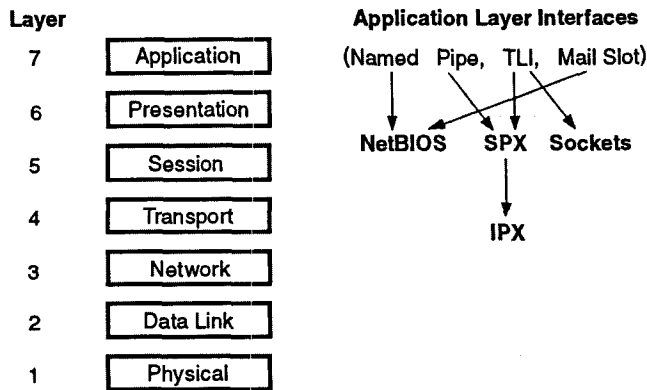 Layer
7 Application
6 Presentation
5 Session
4 Transport
3 Network
2 Data Link
1 Physical
Application Layer Interfaces
(Named Pipe, TLI, Mail Slot)
NetBIOS SPX Sockets
IPX